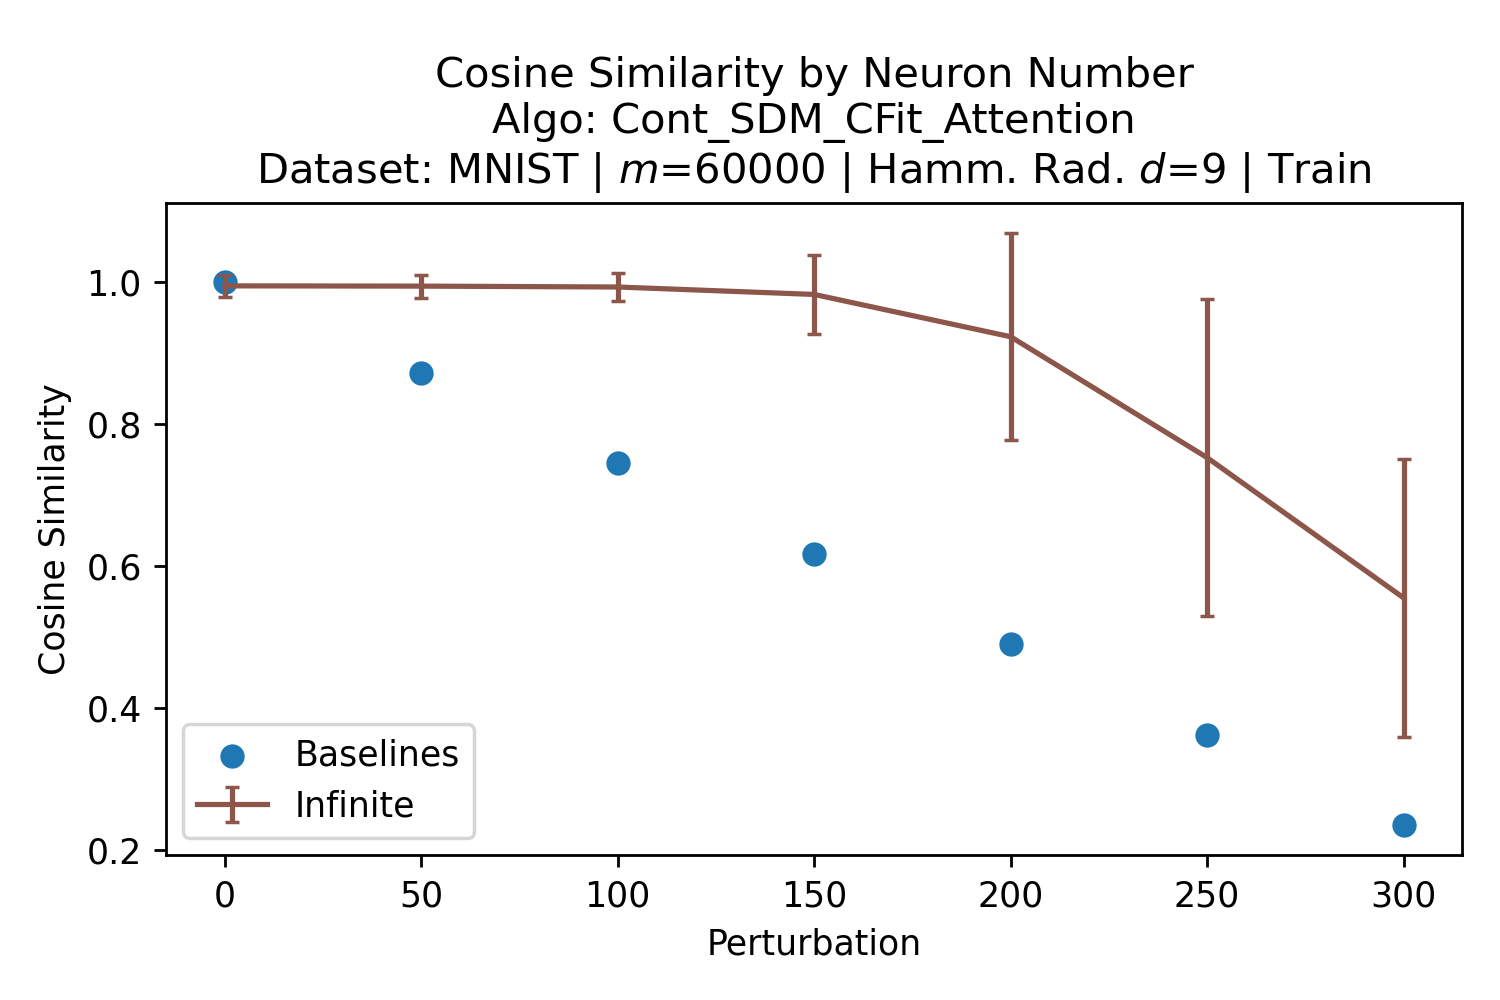 Cosine Similarity by Neuron Number
Algo: Cont_SDM_CFit_Attention
Dataset: MNIST | m=60000 | Hamm. Rad. d=9 | Train
Cosine Similarity
1.0
0.8
0.6
0.4
0.2
Baselines
Infinite
0 50 100 150 200 250 300
Perturbation